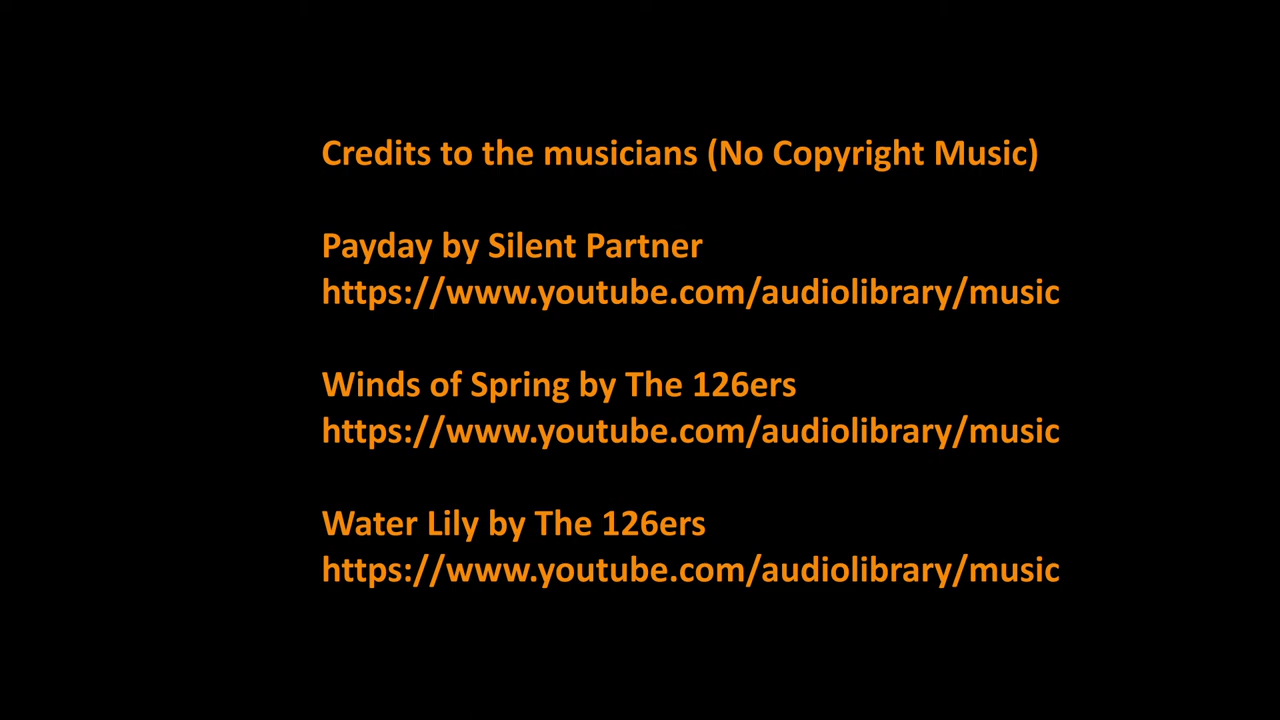 Credits to the musicians (No Copyright Music)
Payday by Silent Partner
https://www.youtube.com/audiolibrary/music
Winds of Spring by The 126ers
https://www.youtube.com/audiolibrary/music
Water Lily by The 126ers
https://www.youtube.com/audiolibrary/music